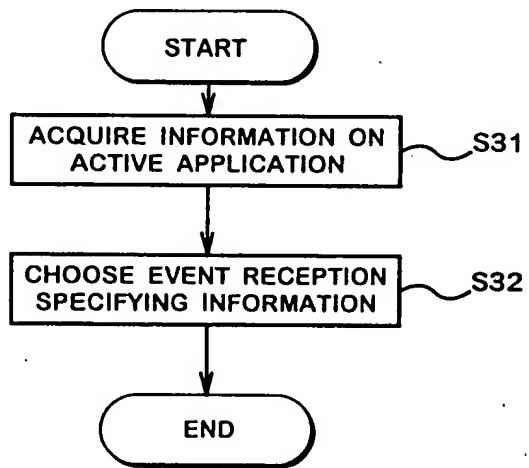 START
ACQUIRE INFORMATION ON
ACTIVE APPLICATION
S31
CHOOSE EVENT RECEPTION
SPECIFYING INFORMATION
S32
END